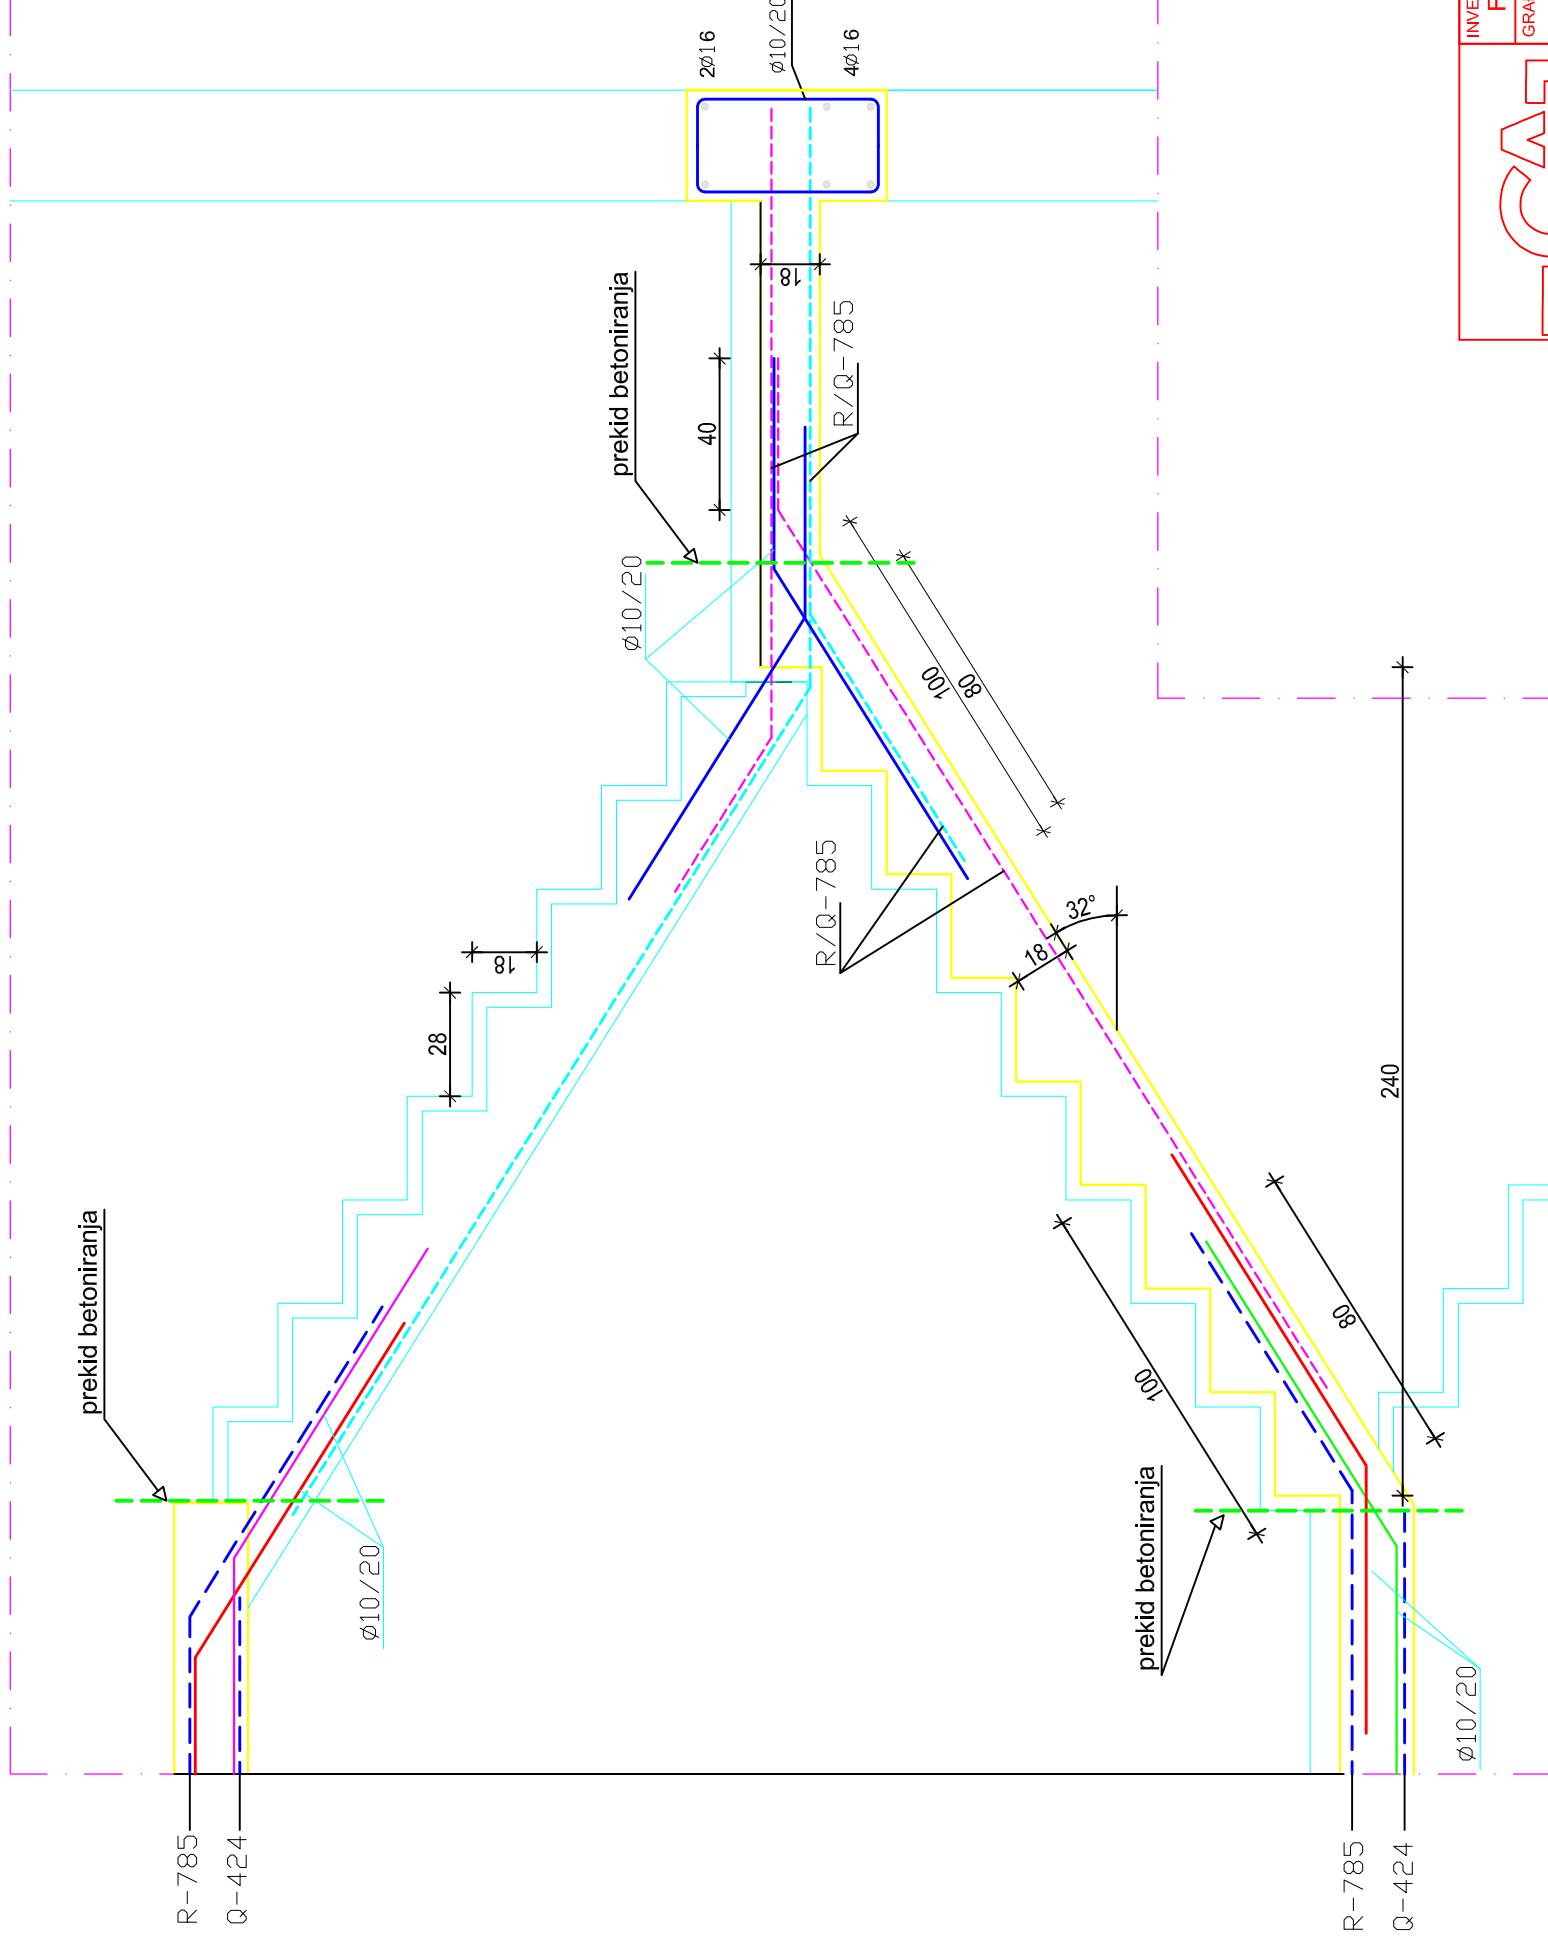 2Ø16
Ø10/20
4Ø16
INVE
GRA
prekid betoniranja
18
40
R/Q-785
Ø10/20
100
80
R/Q-785
18
32°
18
28
240
prekid betoniranja
80
100
prekid betoniranja
Ø10/20
Ø10/20
R-785
Q-424
R-785
Q-424